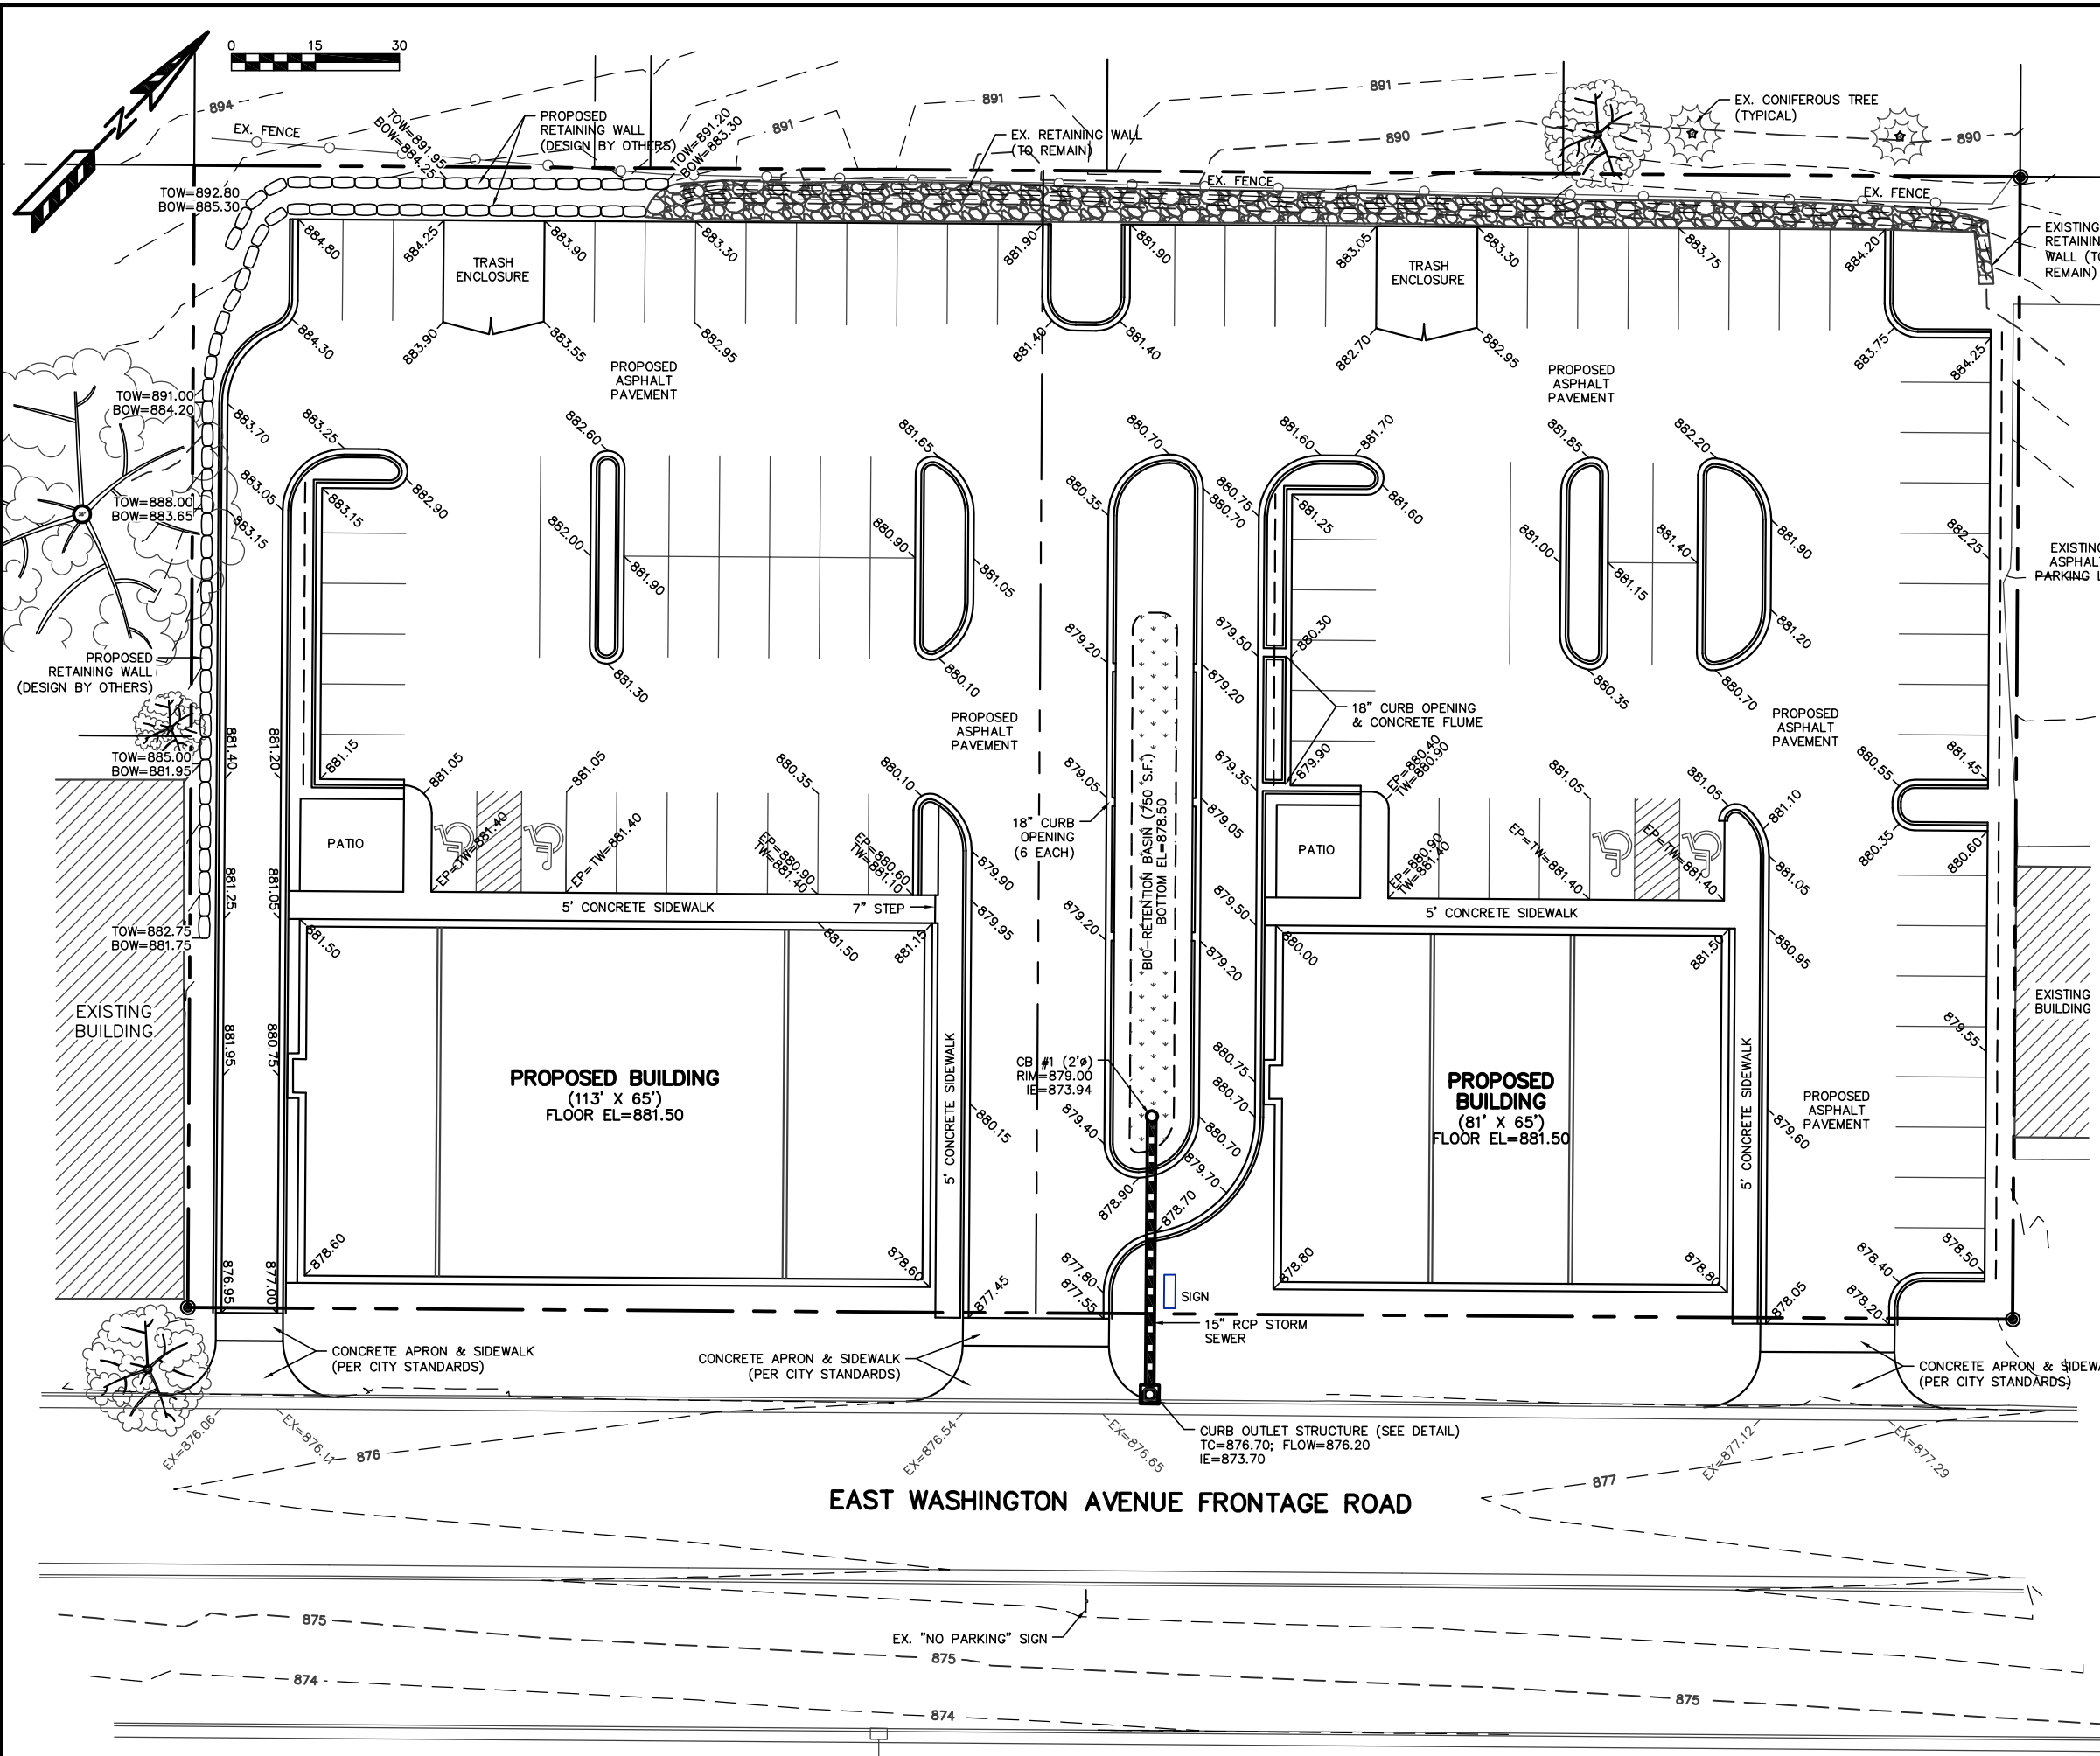 0 15 30
894
EX. FENCE
TOW=891.95
BOW=884.25
PROPOSED
RETAINING WALL
(DESIGN BY OTHERS)
TOW=891.20
BOW=883.30
891
891
EX. RETAINING WALL
(TO REMAIN)
891
890
EX. CONIFEROUS TREE
(TYPICAL)
890
TOW=892.80
BOW=885.30
EX. FENCE
EX. FENCE
EXISTING
RETAININ
WALL (TO
REMAIN)
884.80
884.25
883.90
883.30
881.90
881.90
883.05
883.30
883.75
884.20
TRASH
ENCLOSURE
TRASH
ENCLOSURE
884.30
883.90
883.55
882.95
881.40
881.40
882.70
882.95
883.75
884.25
PROPOSED
ASPHALT
PAVEMENT
PROPOSED
ASPHALT
PAVEMENT
TOW=891.00
BOW=884.20
883.70
883.25
882.60
881.65
880.70
881.60
881.70
881.85
882.20
883.05
883.15
882.90
880.35
880.70
880.75
881.25
881.60
TOW=888.00
BOW=883.65
883.15
882.00
881.90
880.90
881.05
881.00
881.15
881.40
881.90
882.25
EXISTING
ASPHAL
PARKING L
881.20
PROPOSED
RETAINING WALL
(DESIGN BY OTHERS)
881.30
880.10
879.20
879.20
879.50
880.30
880.35
880.70
18" CURB OPENING
& CONCRETE FLUME
PROPOSED
ASPHALT
PAVEMENT
PROPOSED
ASPHALT
PAVEMENT
TOW=885.00
BOW=881.95
881.40
881.20
881.15
881.05
881.05
880.35
880.10
879.05
879.05
879.35
879.90
EP=880.40
TW=880.90
881.05
881.05
881.10
880.55
881.45
18" CURB
OPENING
(6 EACH)
BIO-RETENTION BASIN (750 S.F.)
BOTTOM EL=878.50
PATIO
EP=TW=881.40
EP=TW=881.40
EP=880.90
TW=881.40
EP=880.60
TW=881.10
879.90
PATIO
EP=880.90
TW=881.40
EP=TW=881.40
EP=TW=881.40
881.05
880.35
880.60
881.25
881.05
5' CONCRETE SIDEWALK
7" STEP
879.95
879.20
879.20
879.50
5' CONCRETE SIDEWALK
880.95
TOW=882.75
BOW=881.75
881.50
881.50
881.15
880.00
881.50
EXISTING
BUILDING
EXISTING
BUILDING
881.95
880.75
PROPOSED BUILDING
(113' X 65')
FLOOR EL=881.50
5' CONCRETE SIDEWALK
880.15
CB #1 (2'ø)
RIM=879.00
IE=873.94
879.40
880.75
880.70
880.70
879.70
PROPOSED
BUILDING
(81' X 65')
FLOOR EL=881.50
5' CONCRETE SIDEWALK
879.60
879.55
PROPOSED
ASPHALT
PAVEMENT
878.90
878.70
876.95
877.00
878.60
878.60
877.45
877.80
877.55
SIGN
878.80
878.80
878.05
878.40
878.20
878.50
15" RCP STORM
SEWER
CONCRETE APRON & SIDEWALK
(PER CITY STANDARDS)
CONCRETE APRON & SIDEWALK
(PER CITY STANDARDS)
CONCRETE APRON & SIDEWA
(PER CITY STANDARDS)
EX=876.06
EX=876.11
876
EX=876.54
EX=876.65
CURB OUTLET STRUCTURE (SEE DETAIL)
TC=876.70; FLOW=876.20
IE=873.70
EX=877.12
EX=877.29
877
EAST WASHINGTON AVENUE FRONTAGE ROAD
875
EX. "NO PARKING" SIGN
875
874
874
875